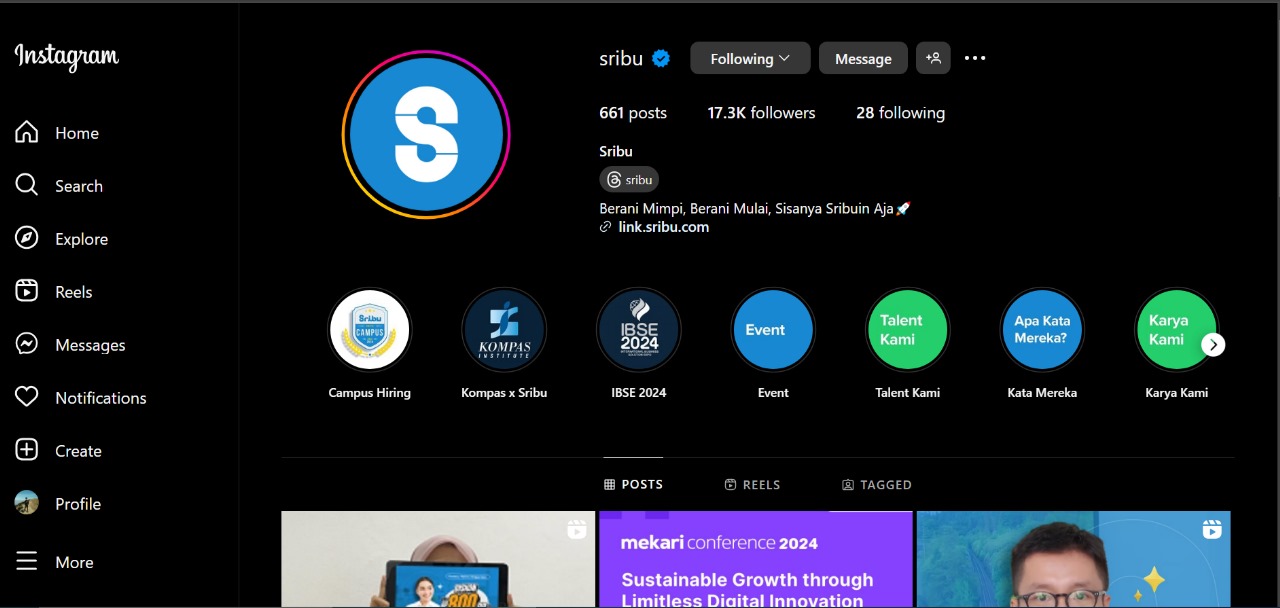 Instagram
Home
Search
Explore
Reels
Messages
Notifications
Create
Profile
More
sribu
Following
Message
661 posts
17.3K followers
28 following
Sribu
sribu
Berani Mimpi, Berani Mulai, Sisanya Sribuin Aja🚀
link.sribu.com
Sribu
CAMPUS
KOMPAS
INSTITUTE
IBSE
2024
Event
Talent
Kami
Apa Kata
Mereka?
Karya
Kami
Campus Hiring
Kompas x Sribu
IBSE 2024
Event
Talent Kami
Kata Mereka
Karya Kami
POSTS
REELS
TAGGED
mekari conference 2024
Sustainable Growth through
Limitless Digital Innovation